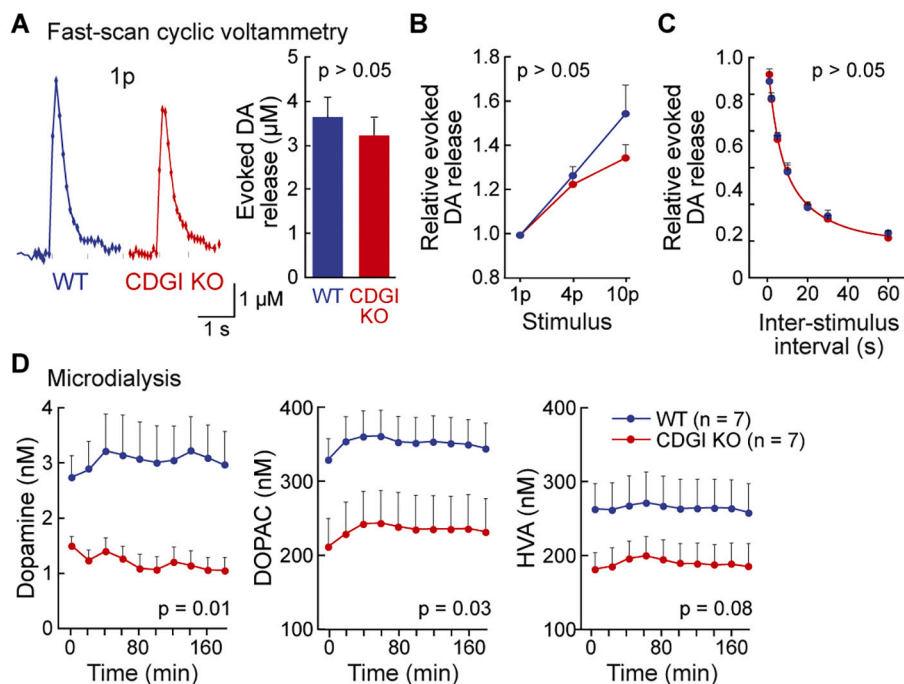 A
Fast-scan cyclic voltammetry
1p
WT
CDGI KO
1 µM
1 s
Evoked DA
release (µM)
5
4
3
2
1
0
p > 0.05
WT
CDGI
KO
B
Relative evoked
DA release
1.8
1.6
1.4
1.2
1.0
0.8
p > 0.05
1p
4p
10p
Stimulus
C
Relative evoked
DA release
1.0
0.8
0.6
0.4
0.2
0
p > 0.05
0
20
40
60
Inter-stimulus
interval (s)
D
Microdialysis
Dopamine (nM)
4
3
2
1
0
p = 0.01
0
80
160
Time (min)
DOPAC (nM)
400
300
200
100
p = 0.03
0
80
160
Time (min)
HVA (nM)
400
300
200
100
WT (n = 7)
CDGI KO (n = 7)
p = 0.08
0
80
160
Time (min)